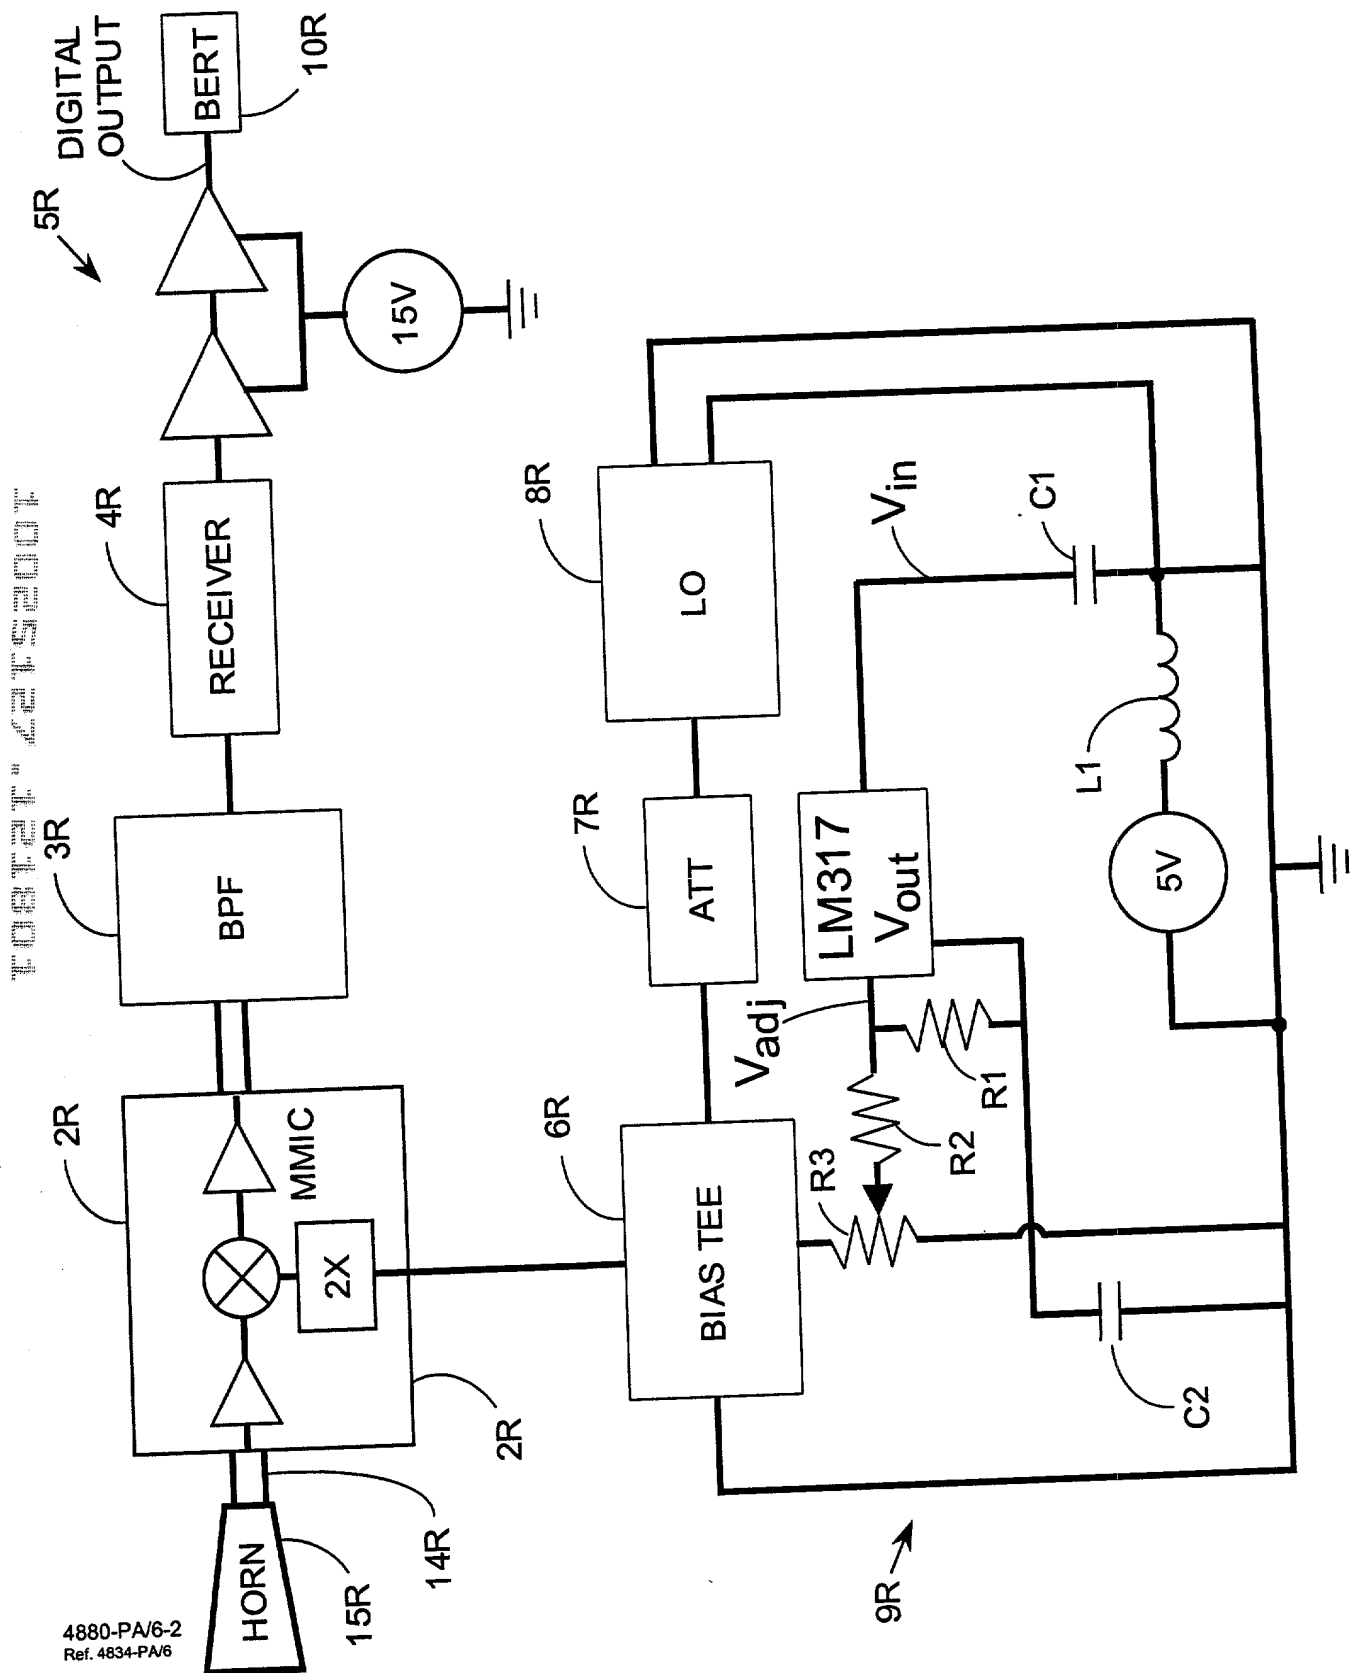 DIGITAL
OUTPUT
BERT
10R
5R
15V
4R
RECEIVER
3R
BPF
2R
MMIC
2X
2R
14R
HORN
15R
8R
LO
7R
ATT
6R
BIAS TEE
Vin
C1
LM317
Vout
Vadj
L1
5V
R1
R2
R3
C2
9R
4880-PA/6-2
Ref. 4834-PA/6